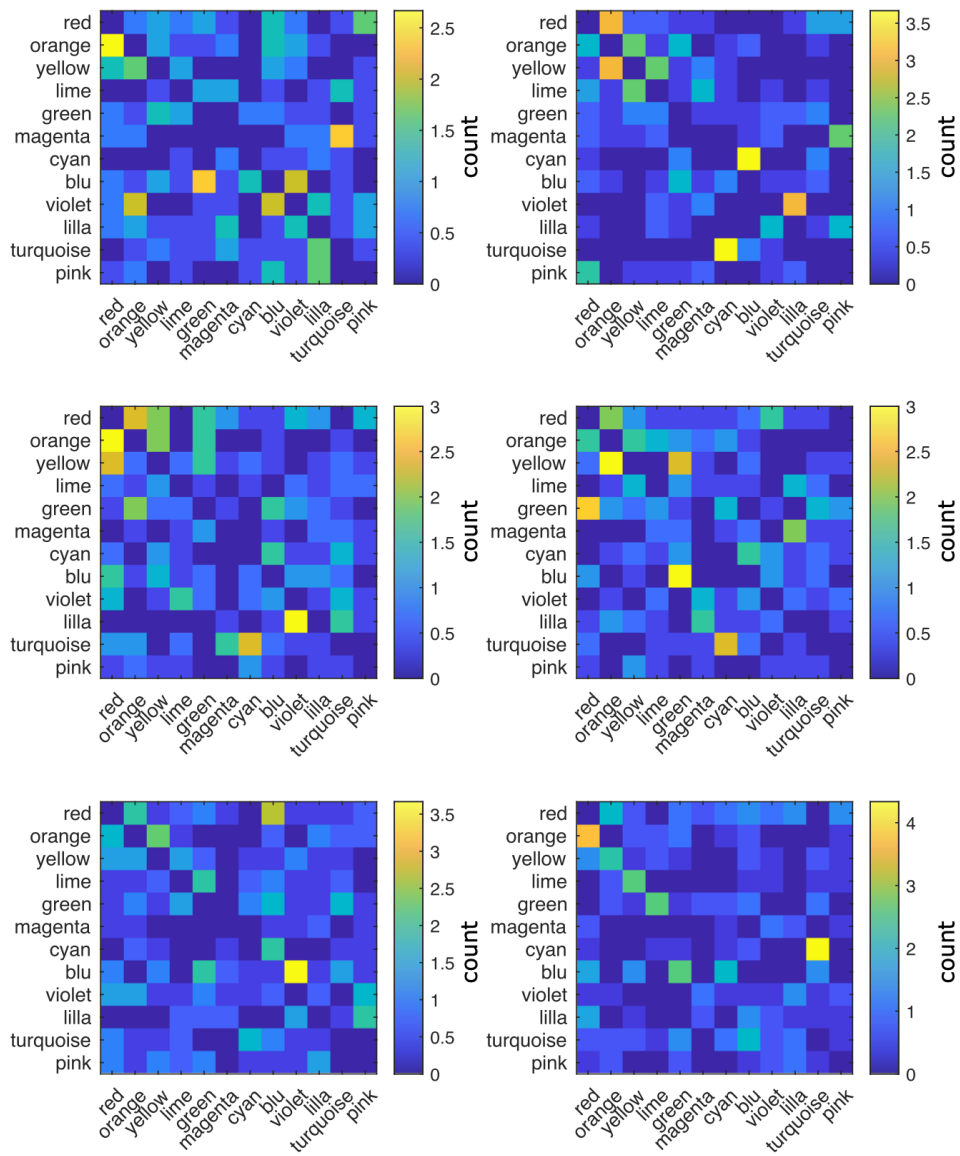 red
orange
yellow
lime
green
magenta
cyan
blu
violet
lilla
turquoise
pink
red
orange
yellow
lime
green
magenta
cyan
blu
violet
lilla
turquoise
pink
2.5
2
1.5
1
0.5
0
count
red
orange
yellow
lime
green
magenta
cyan
blu
violet
lilla
turquoise
pink
red
orange
yellow
lime
green
magenta
cyan
blu
violet
lilla
turquoise
pink
3.5
3
2.5
2
1.5
1
0.5
0
count
red
orange
yellow
lime
green
magenta
cyan
blu
violet
lilla
turquoise
pink
red
orange
yellow
lime
green
magenta
cyan
blu
violet
lilla
turquoise
pink
3
2.5
2
1.5
1
0.5
0
count
red
orange
yellow
lime
green
magenta
cyan
blu
violet
lilla
turquoise
pink
red
orange
yellow
lime
green
magenta
cyan
blu
violet
lilla
turquoise
pink
3
2.5
2
1.5
1
0.5
0
count
red
orange
yellow
lime
green
magenta
cyan
blu
violet
lilla
turquoise
pink
red
orange
yellow
lime
green
magenta
cyan
blu
violet
lilla
turquoise
pink
3.5
3
2.5
2
1.5
1
0.5
0
count
red
orange
yellow
lime
green
magenta
cyan
blu
violet
lilla
turquoise
pink
red
orange
yellow
lime
green
magenta
cyan
blu
violet
lilla
turquoise
pink
4
3
2
1
0
count